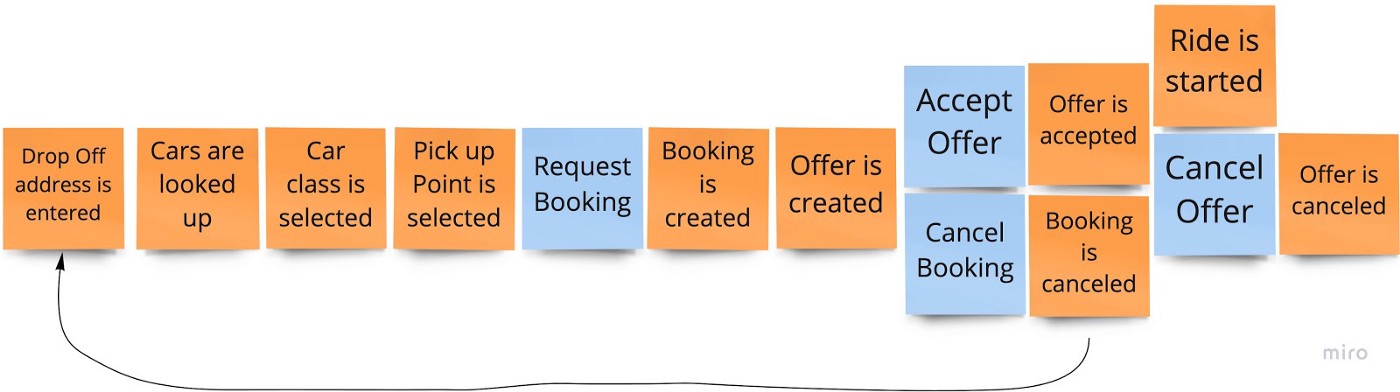 Drop Off
address is
entered
Cars are
looked
up
Car
class is
selected
Pick up
Point is
selected
Request
Booking
Booking
is
created
Offer is
created
Accept
Offer
Offer is
accepted
Cancel
Booking
Booking
is
canceled
Ride is
started
Cancel
Offer
Offer is
canceled
miro